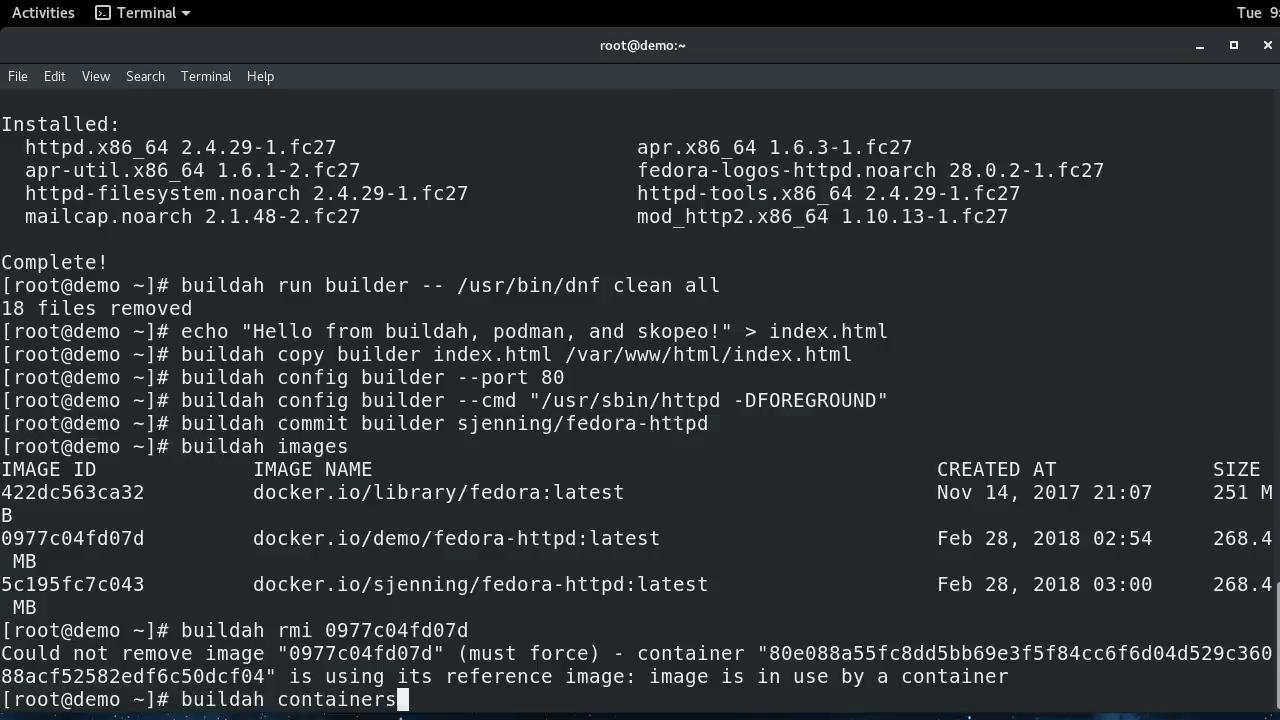 Activities Terminal Tue 9:
root@demo:~
File Edit View Search Terminal Help
Installed:
httpd.x86_64 2.4.29-1.fc27 apr.x86_64 1.6.3-1.fc27
apr-util.x86_64 1.6.1-2.fc27 fedora-logos-httpd.noarch 28.0.2-1.fc27
httpd-filesystem.noarch 2.4.29-1.fc27 httpd-tools.x86_64 2.4.29-1.fc27
mailcap.noarch 2.1.48-2.fc27 mod_http2.x86_64 1.10.13-1.fc27
Complete!
[root@demo ~]# buildah run builder -- /usr/bin/dnf clean all
18 files removed
[root@demo ~]# echo "Hello from buildah, podman, and skopeo!" > index.html
[root@demo ~]# buildah copy builder index.html /var/www/html/index.html
[root@demo ~]# buildah config builder --port 80
[root@demo ~]# buildah config builder --cmd "/usr/sbin/httpd -DFOREGROUND"
[root@demo ~]# buildah commit builder sjenning/fedora-httpd
[root@demo ~]# buildah images
IMAGE ID IMAGE NAME CREATED AT SIZE
422dc563ca32 docker.io/library/fedora:latest Nov 14, 2017 21:07 251 M
B
0977c04fd07d docker.io/demo/fedora-httpd:latest Feb 28, 2018 02:54 268.4
MB
5c195fc7c043 docker.io/sjenning/fedora-httpd:latest Feb 28, 2018 03:00 268.4
MB
[root@demo ~]# buildah rmi 0977c04fd07d
Could not remove image "0977c04fd07d" (must force) - container "80e088a55fc8dd5bb69e3f5f84cc6f6d04d529c360
88acf52582edf6c50dcf04" is using its reference image: image is in use by a container
[root@demo ~]# buildah containers